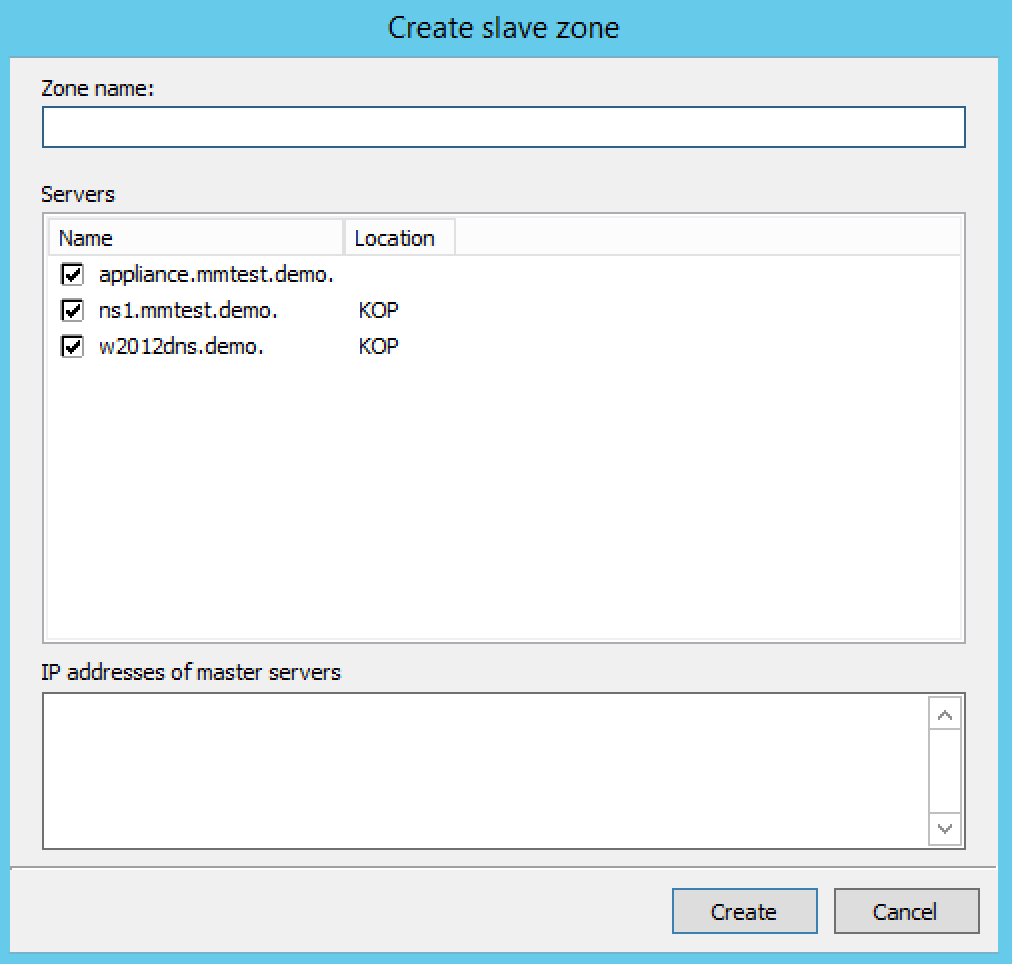 Create slave zone
Zone name:
Servers
Name Location
appliance.mmtest.demo.
ns1.mmtest.demo. KOP
w2012dns.demo. KOP
IP addresses of master servers
Create Cancel